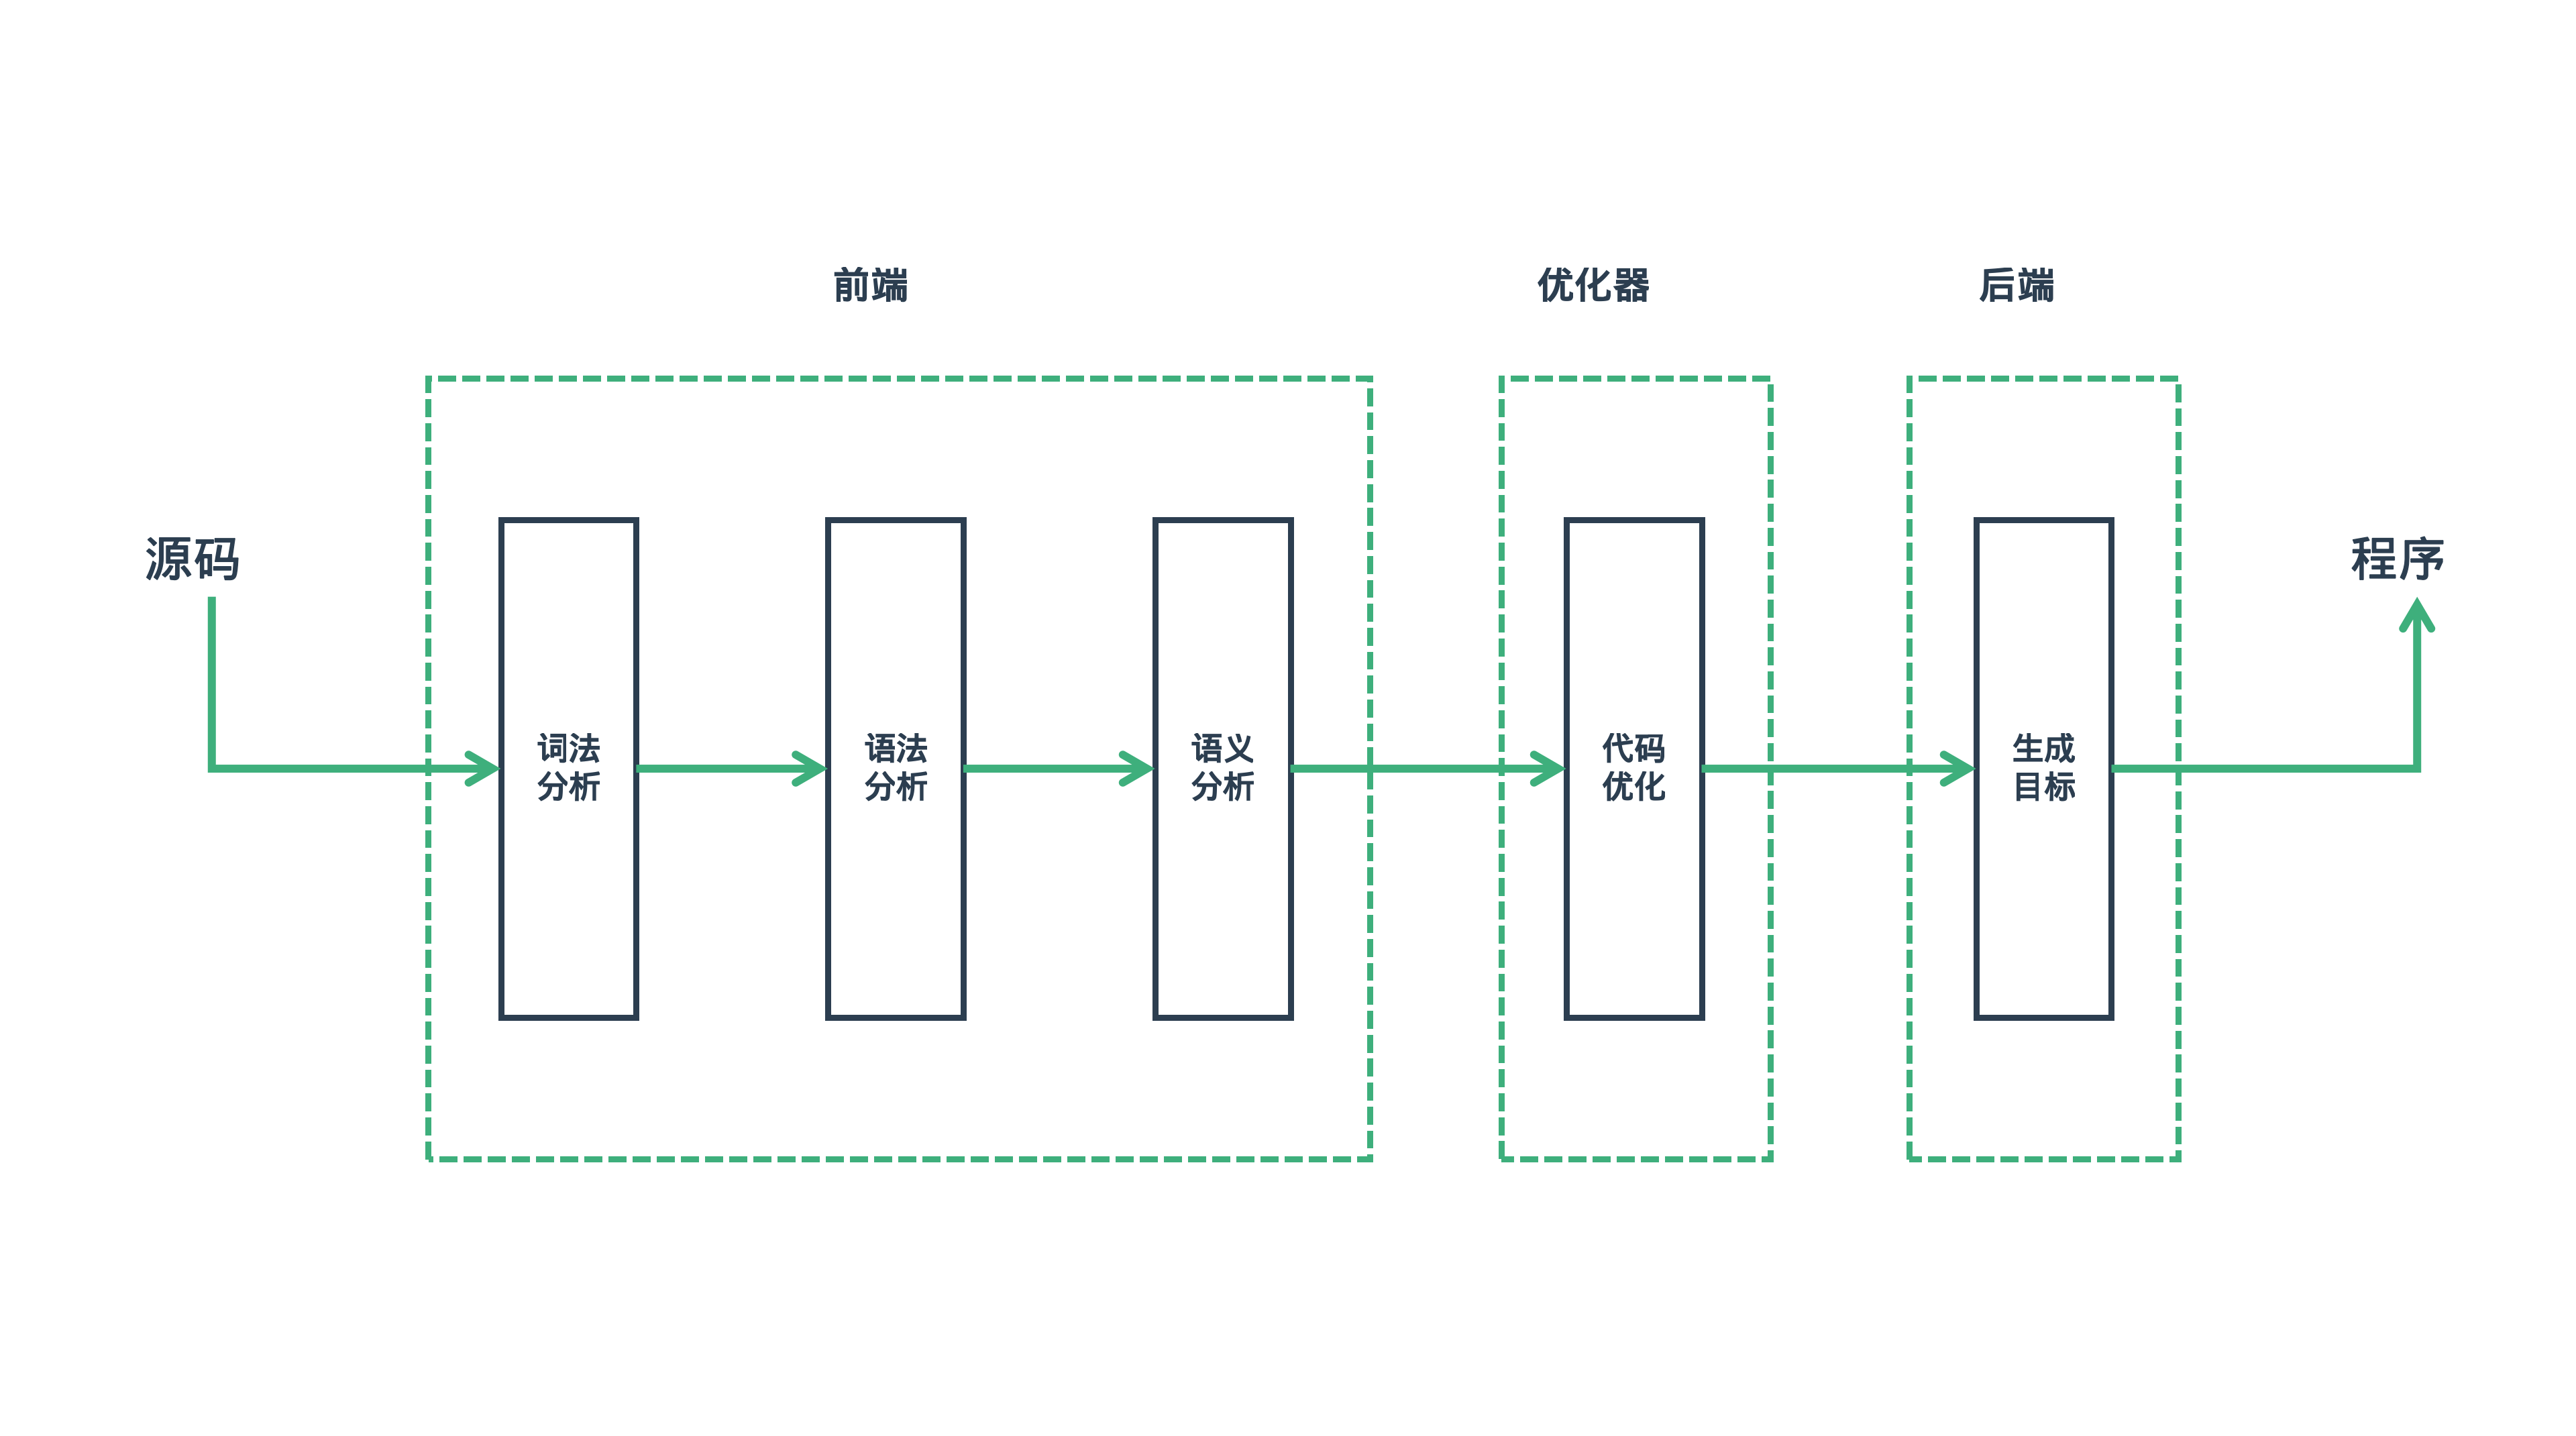 前端
优化器
后端
源码
程序
词法
分析
语法
分析
语义
分析
代码
优化
生成
目标